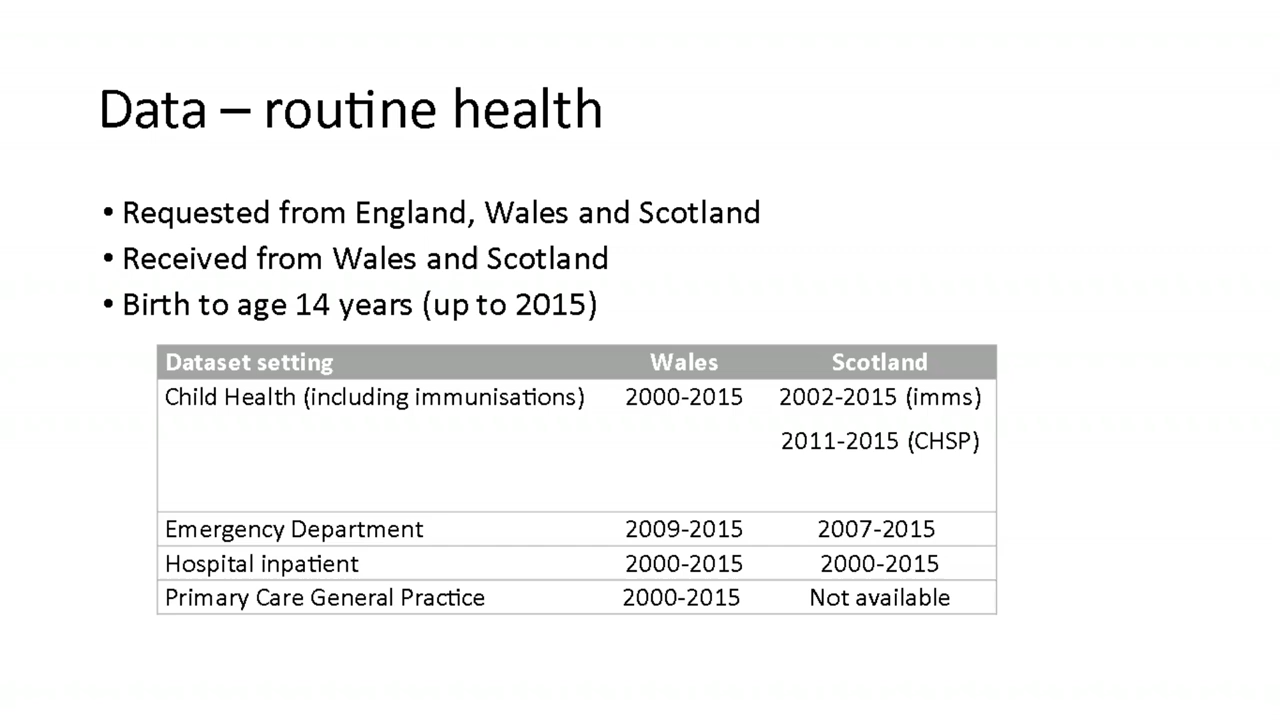 Data – routine health
• Requested from England, Wales and Scotland
• Received from Wales and Scotland
• Birth to age 14 years (up to 2015)
Dataset setting Wales Scotland
Child Health (including immunisations) 2000-2015 2002-2015 (imms)
2011-2015 (CHSP)
Emergency Department 2009-2015 2007-2015
Hospital inpatient 2000-2015 2000-2015
Primary Care General Practice 2000-2015 Not available